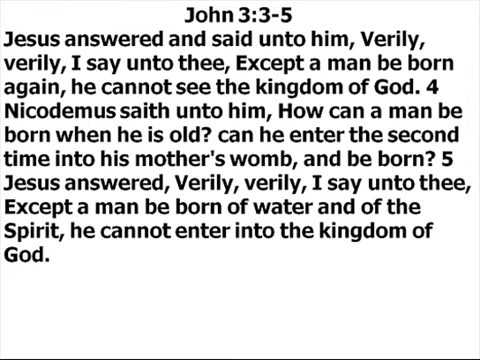 John 3:3-5
Jesus answered and said unto him, Verily,
verily, I say unto thee, Except a man be born
again, he cannot see the kingdom of God. 4
Nicodemus saith unto him, How can a man be
born when he is old? can he enter the second
time into his mother's womb, and be born? 5
Jesus answered, Verily, verily, I say unto thee,
Except a man be born of water and of the
Spirit, he cannot enter into the kingdom of
God.